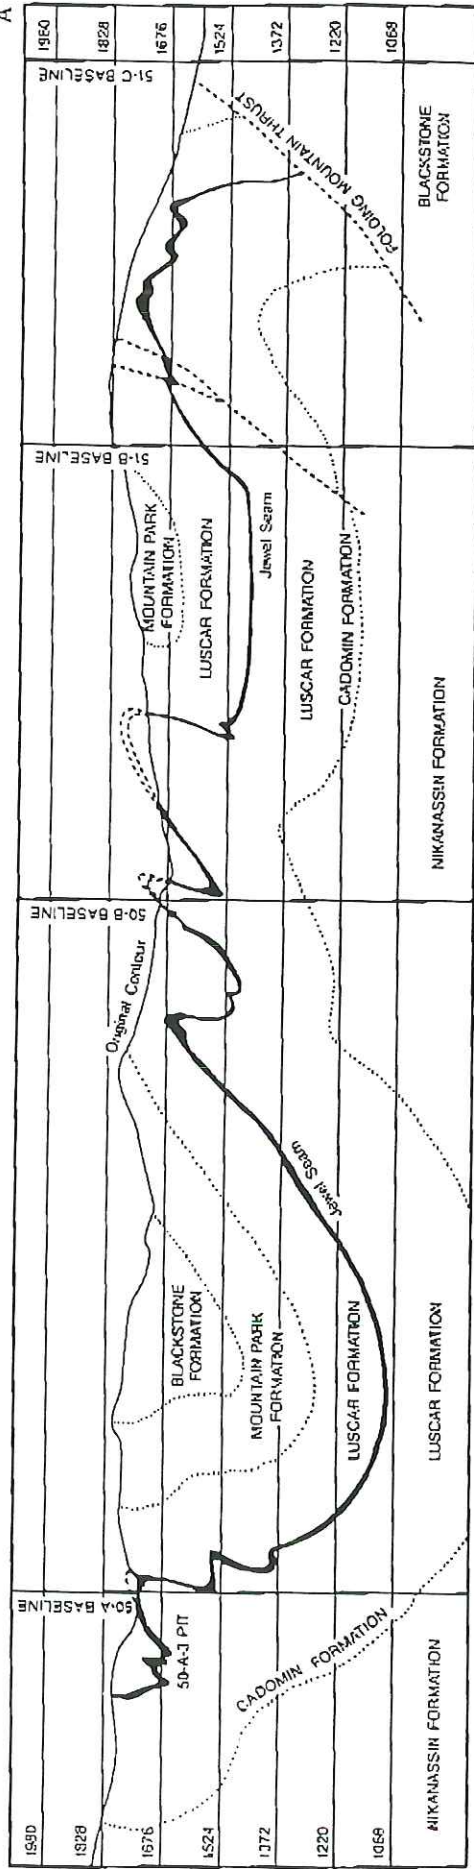 A
1980
1828
1676
1524
1372
1220
1068
50-A BASELINE
50-B BASELINE
51-B BASELINE
51-C BASELINE
1980
1828
1676
1524
1372
1220
1068
Original Contour
50-A-3 PIT
CADOMIN FORMATION
NIKANASSIN FORMATION
BLACKSTONE
FORMATION
MOUNTAIN PARK
FORMATION
LUSCAR FORMATION
LUSCAR FORMATION
Jewel Seam
MOUNTAIN PARK
FORMATION
LUSCAR FORMATION
Jewel Seam
LUSCAR FORMATION
CADOMIN FORMATION
NIKANASSIN FORMATION
FOLDING MOUNTAIN THRUST
BLACKSTONE
FORMATION